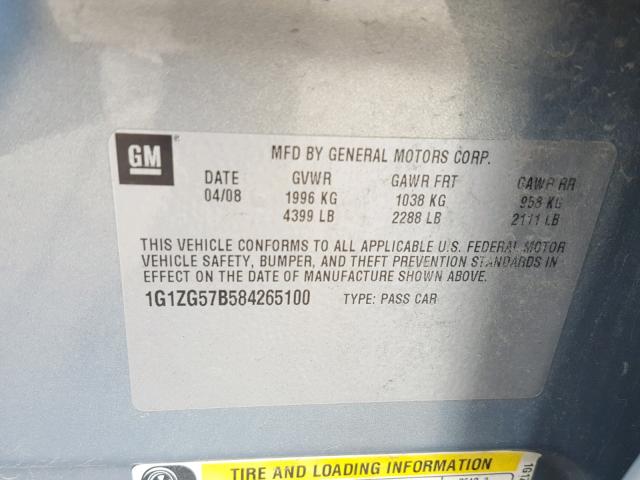 GM
MFD BY GENERAL MOTORS CORP.
DATE GVWR GAWR FRT GAWR RR
04/08 1996 KG 1038 KG 958 KG
4399 LB 2288 LB 2111 LB
THIS VEHICLE CONFORMS TO ALL APPLICABLE U.S. FEDERAL MOTOR
VEHICLE SAFETY, BUMPER, AND THEFT PREVENTION STANDARDS IN
EFFECT ON THE DATE OF MANUFACTURE SHOWN ABOVE.
1G1ZG57B584265100 TYPE: PASS CAR
TIRE AND LOADING INFORMATION